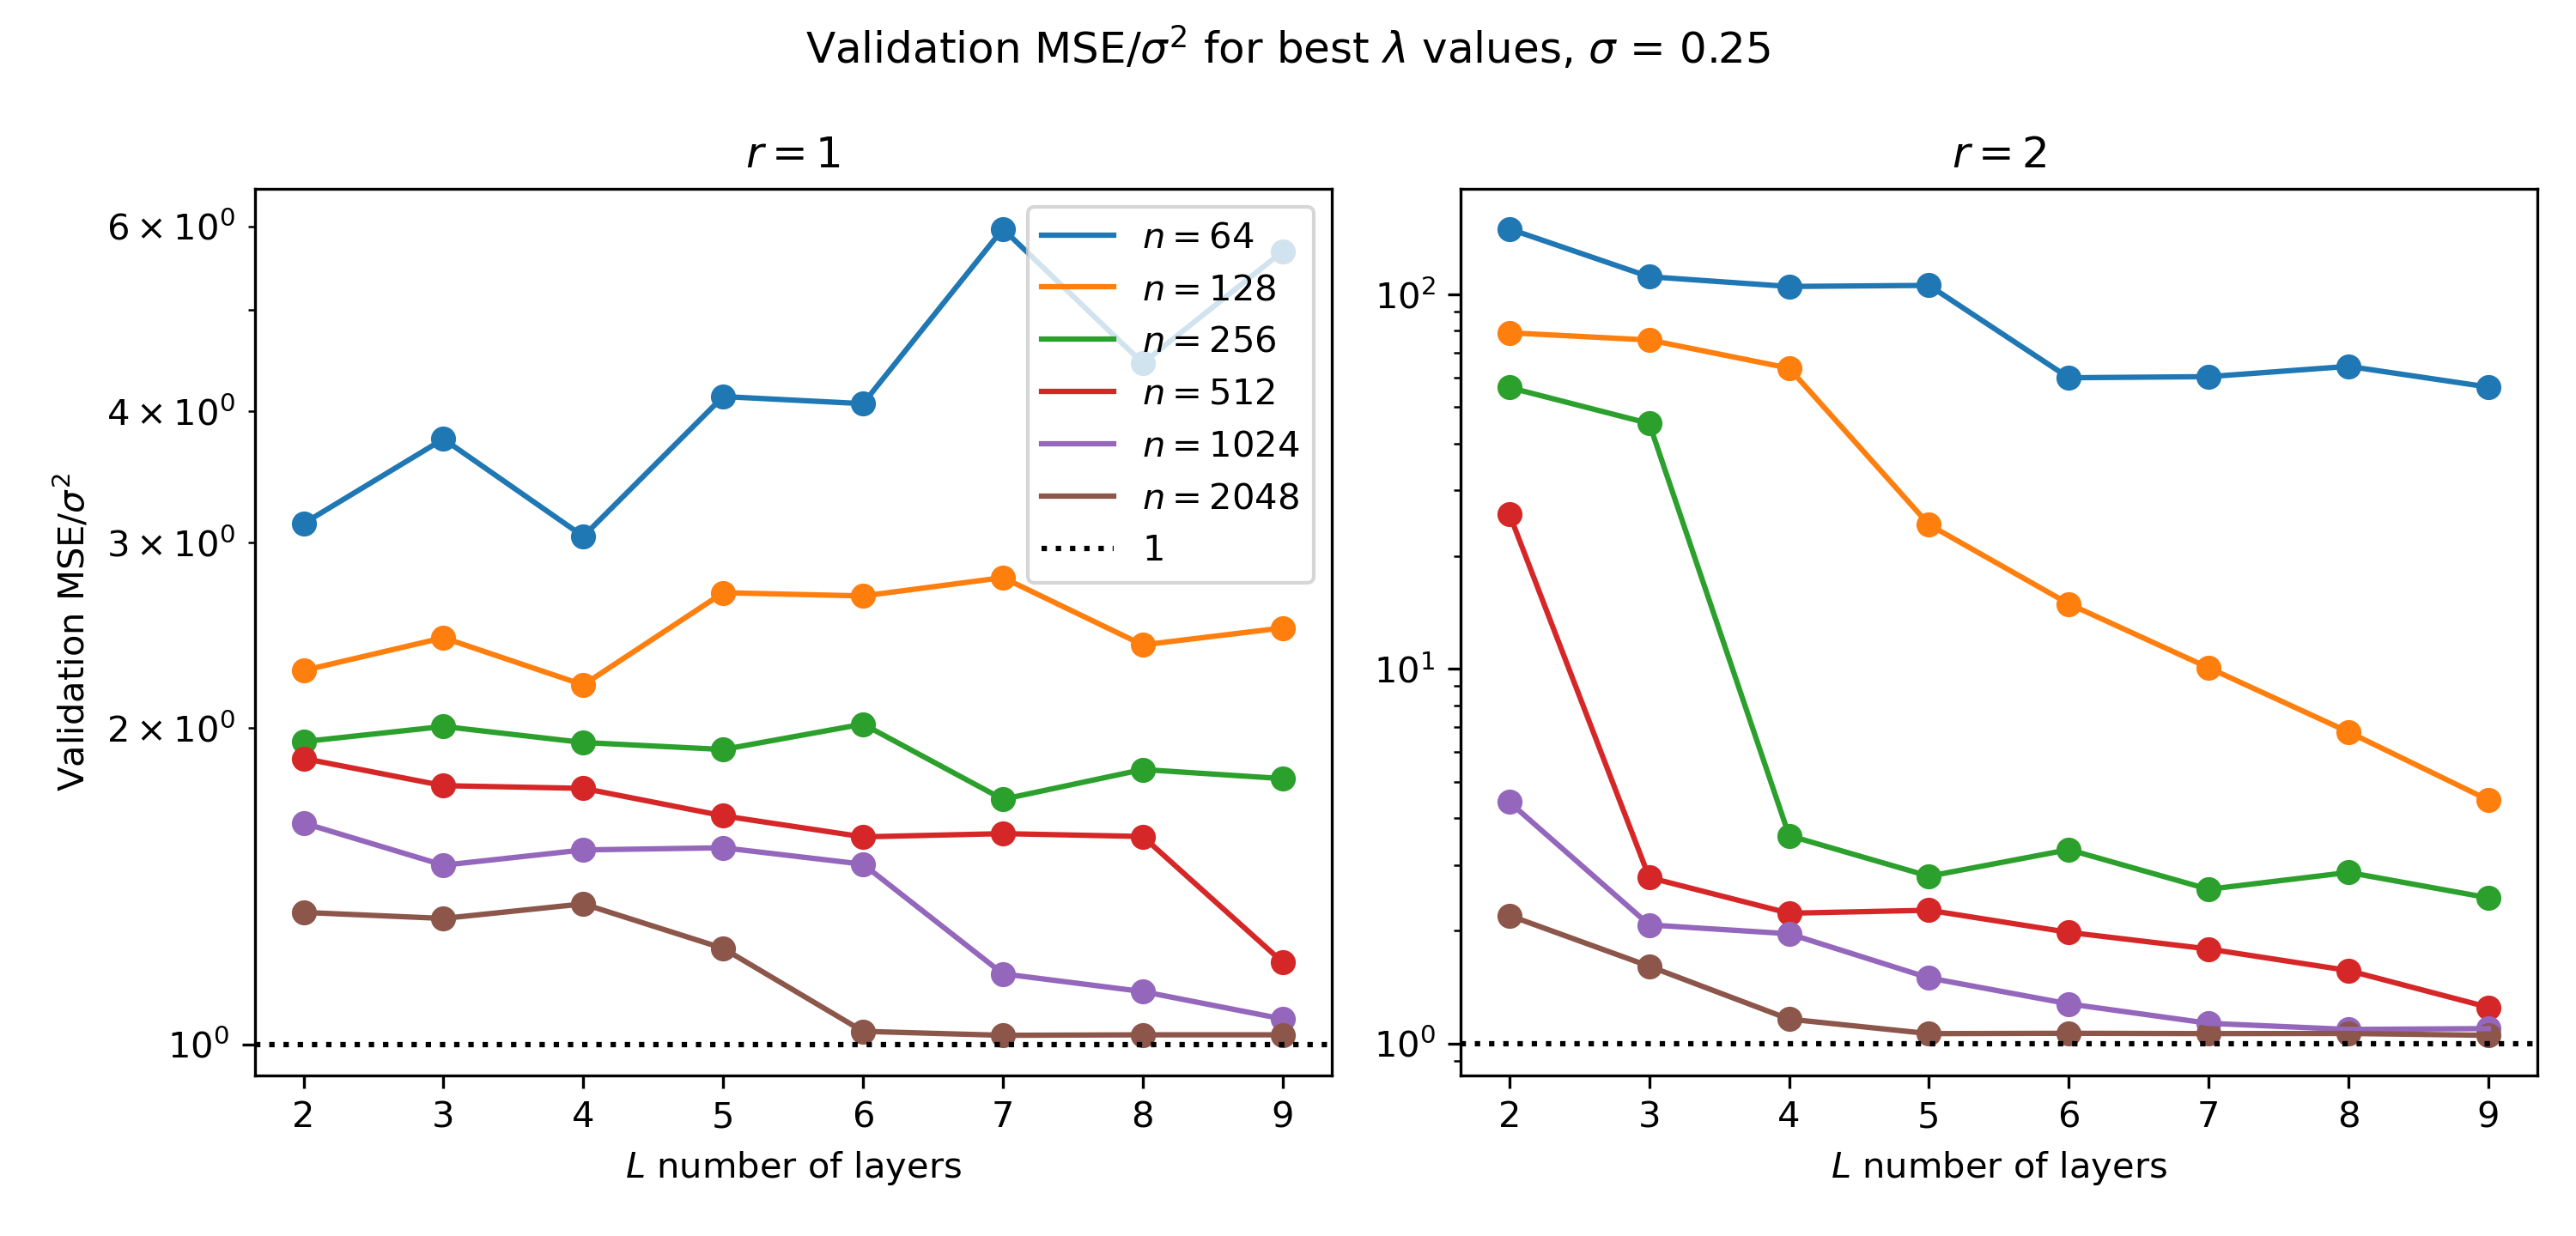 Validation MSE/σ² for best λ values, σ = 0.25
r = 1
Validation MSE/σ²
6 × 10⁰
4 × 10⁰
3 × 10⁰
2 × 10⁰
10⁰
n = 64
n = 128
n = 256
n = 512
n = 1024
n = 2048
1
2 3 4 5 6 7 8 9
L number of layers
r = 2
10²
10¹
10⁰
2 3 4 5 6 7 8 9
L number of layers